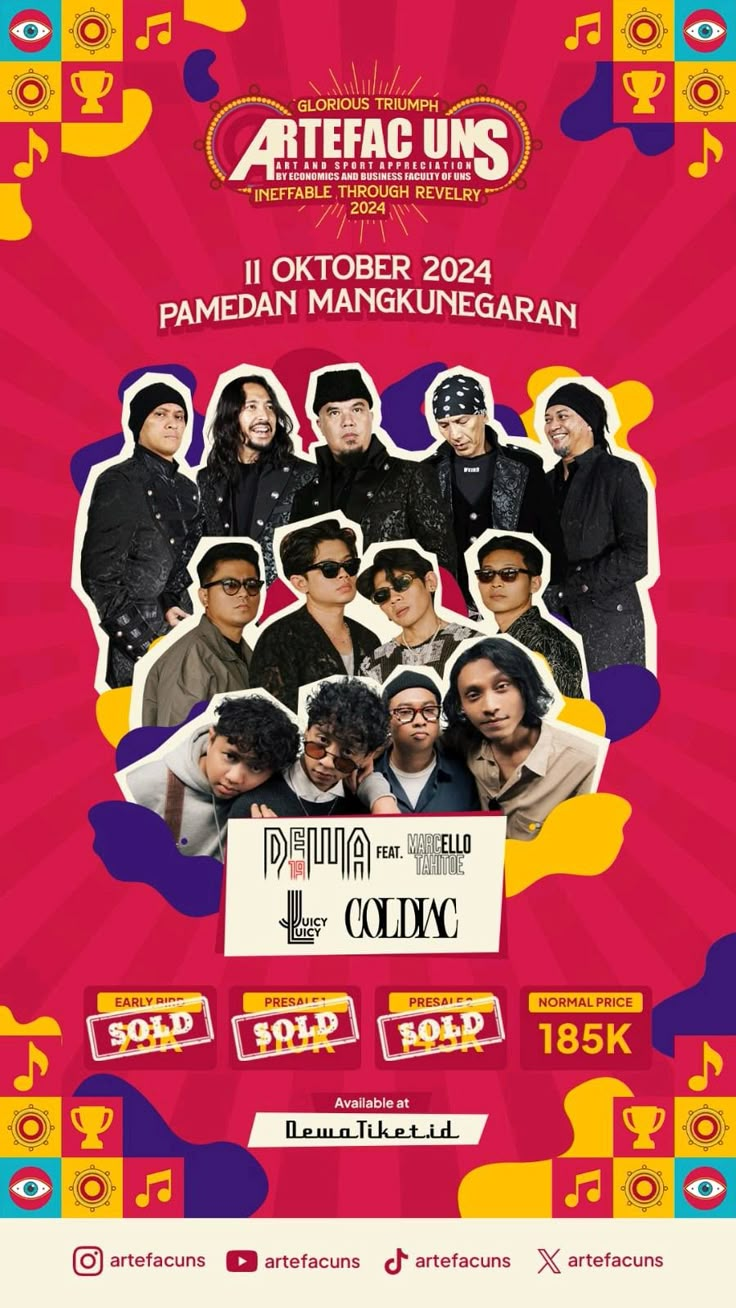 GLORIOUS TRIUMPH
ARTEFAC UNS
ART AND SPORT APPRECIATION
BY ECONOMICS AND BUSINESS FACULTY OF UNS
INEFFABLE THROUGH REVELRY
2024
11 OKTOBER 2024
PAMEDAN MANGKUNEGARAN
DEWA 19 FEAT. MARCELLO TAHITOE
JUICY LUICY COLDIAC
EARLY BIRD PRESALE 1 PRESALE 2 NORMAL PRICE
SOLD SOLD SOLD 185K
Available at
DewaTiket.id
artefacuns artefacuns artefacuns artefacuns